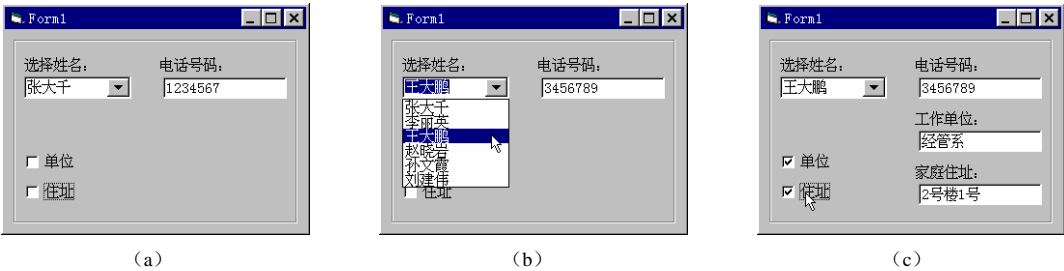 Form1
选择姓名：
电话号码：
张大千
1234567
单位
住址
(a)
Form1
选择姓名：
电话号码：
王大鹏
3456789
张大千
李丽英
王大鹏
赵晓岩
孙文霞
刘建伟
住址
(b)
Form1
选择姓名：
电话号码：
王大鹏
3456789
工作单位：
经管系
单位
家庭住址：
住址
2号楼1号
(c)